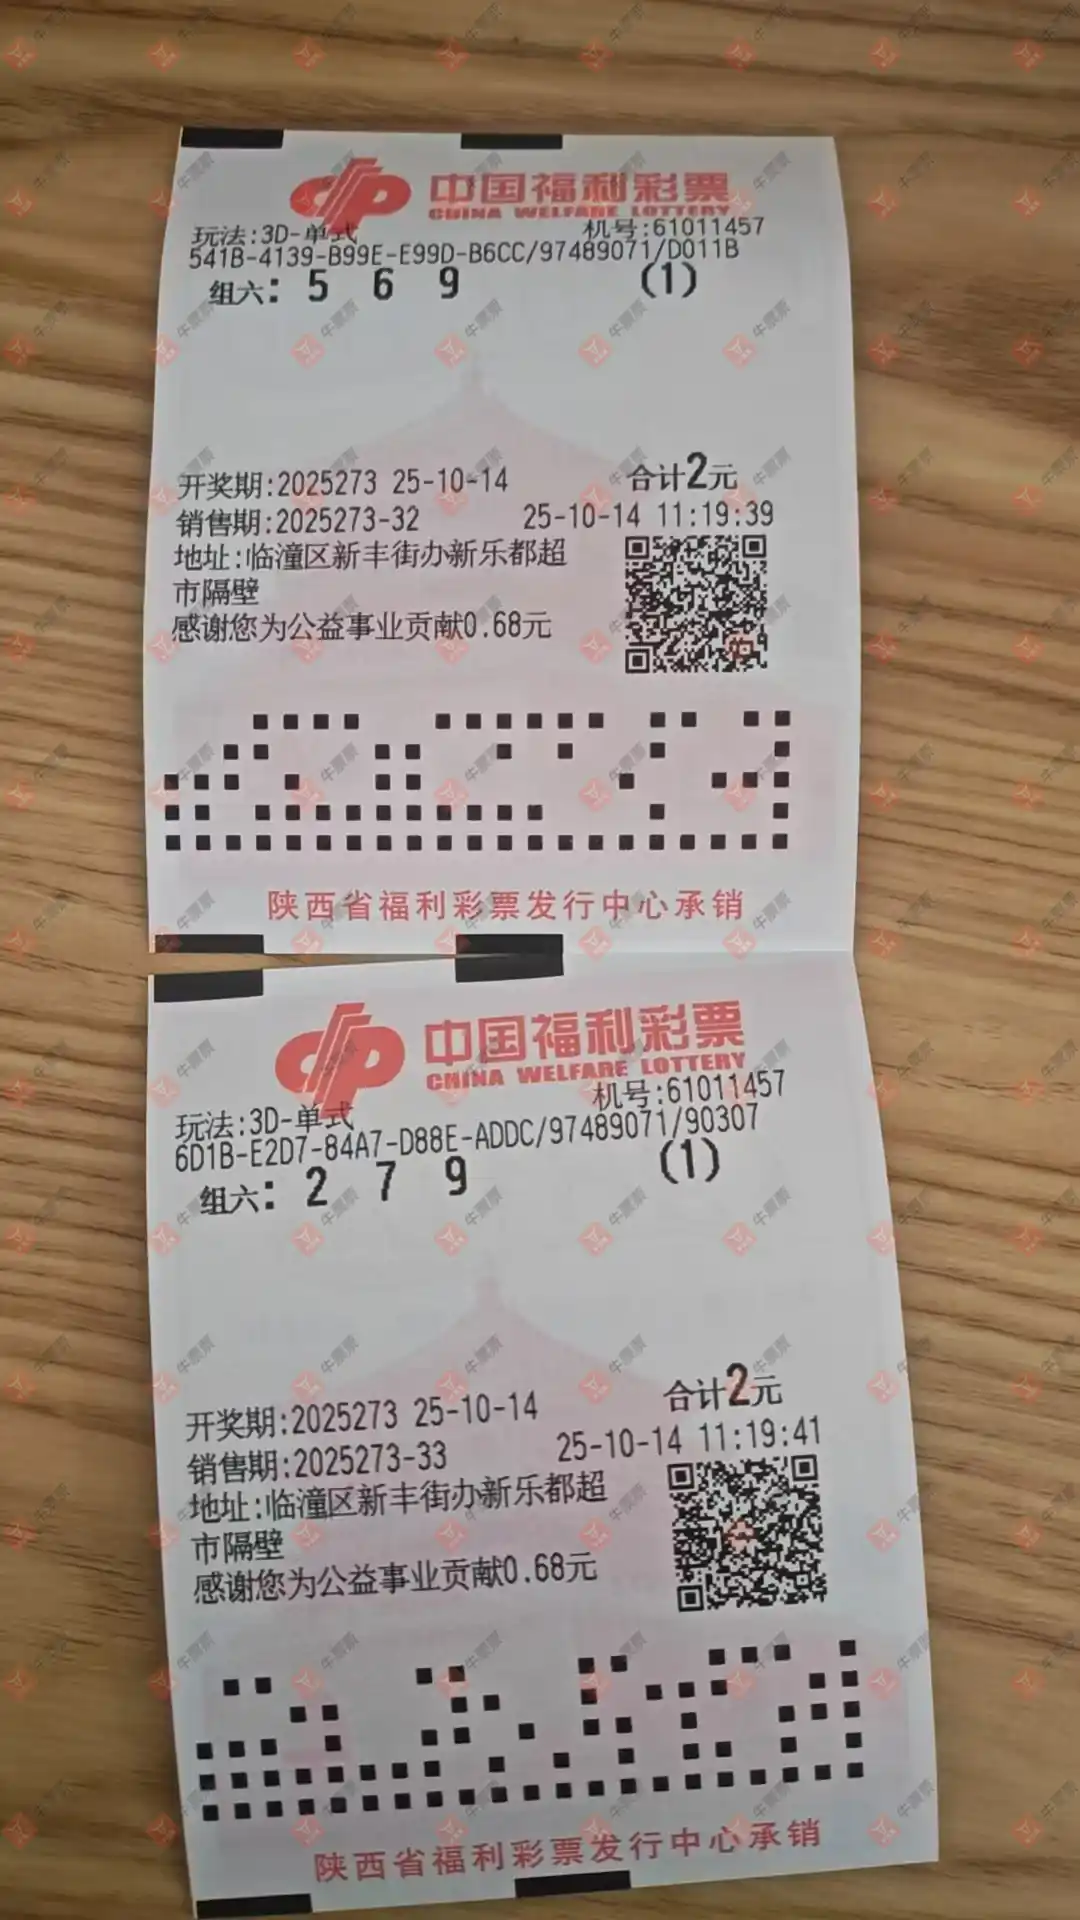 中国福利彩票
CHINA WELFARE LOTTERY
玩法:3D-单式 机号:61011457
541B-4139-B99E-E99D-B6CC/97489071/D011B
组六: 5 6 9 (1)
开奖期:2025273 25-10-14 合计2元
销售期:2025273-32 25-10-14 11:19:39
地址:临潼区新丰街办新乐都超
市隔壁
感谢您为公益事业贡献0.68元
陕西省福利彩票发行中心承销
中国福利彩票
CHINA WELFARE LOTTERY
机号:61011457
玩法:3D-单式
6D1B-E2D7-84A7-D88E-ADDC/97489071/90307
组六: 2 7 9 (1)
开奖期:2025273 25-10-14 合计2元
销售期:2025273-33 25-10-14 11:19:41
地址:临潼区新丰街办新乐都超
市隔壁
感谢您为公益事业贡献0.68元
陕西省福利彩票发行中心承销
牛票票